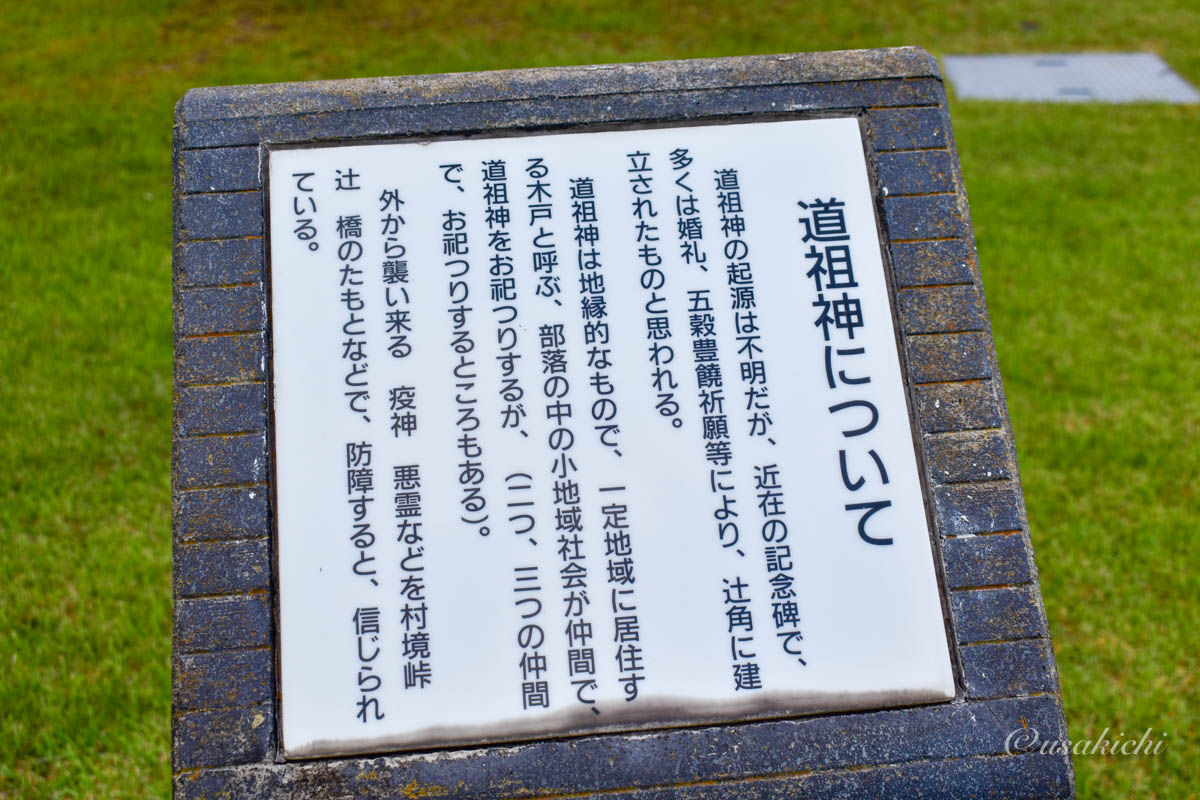 道祖神について
道祖神の起源は不明だが、近在の記念碑で、
多くは婚礼、五穀豊饒祈願等により、辻角に建
立されたものと思われる。
道祖神は地縁的なもので、一定地域に居住す
る木戸と呼ぶ、部落の中の小地域社会が仲間で、
道祖神をお祀つりするが、（二つ、三つの仲間
で、お祀つりするところもある）。
外から襲い来る　疫神　悪霊などを村境峠
辻　橋のたもとなどで、防障すると、信じられ
ている。
©usakichi